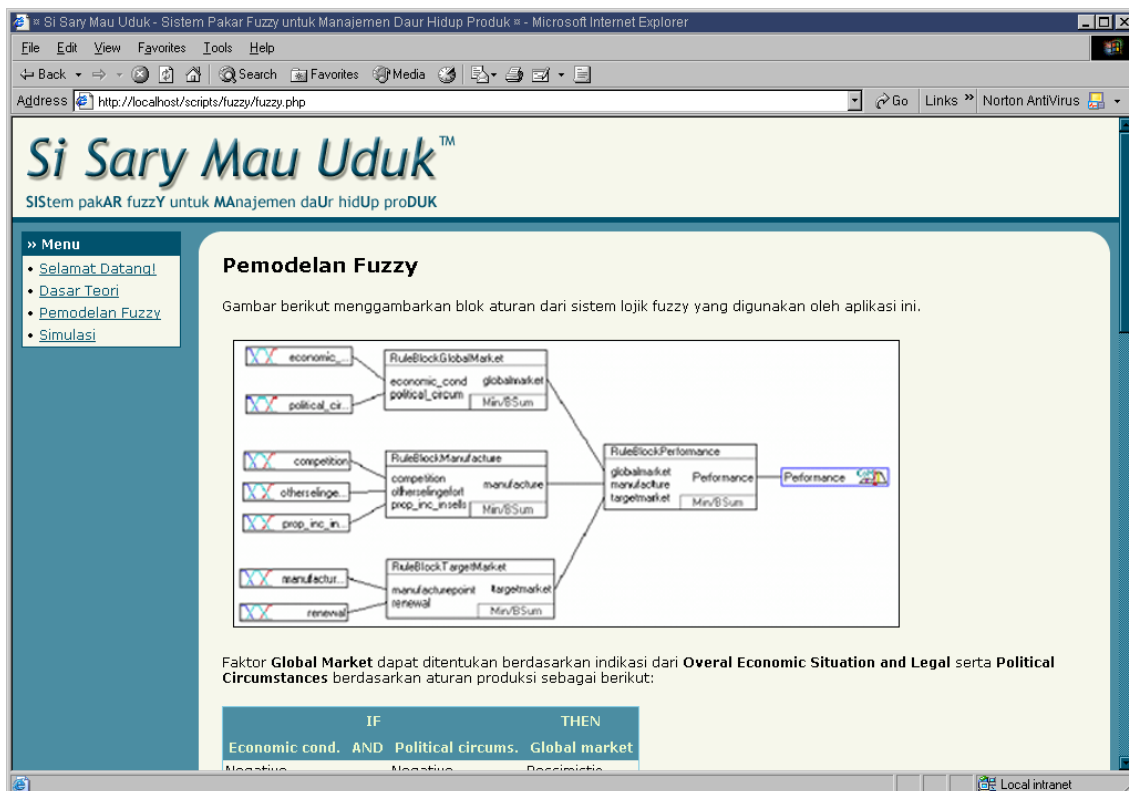 ¤ Si Sary Mau Uduk - Sistem Pakar Fuzzy untuk Manajemen Daur Hidup Produk ¤ - Microsoft Internet Explorer
File Edit View Favorites Tools Help
Back Search Favorites Media
Address http://localhost/scripts/fuzzy/fuzzy.php Go Links » Norton AntiVirus
Si Sary Mau Uduk™
SIStem pakAR fuzzY untuk MAnajemen daUr hidUp proDUK
» Menu
• Selamat Datang!
• Dasar Teori
• Pemodelan Fuzzy
• Simulasi
Pemodelan Fuzzy
Gambar berikut menggambarkan blok aturan dari sistem lojik fuzzy yang digunakan oleh aplikasi ini.
economic_...
political_cir...
RuleBlockGlobalMarket
economic_cond globalmarket
political_circum
Min/BSum
competition
otherselinge...
prop_inc_in...
RuleBlockManufacture
competition
otherselingefort manufacture
prop_inc_insells
Min/BSum
manufactur...
renewal
RuleBlockTargetMarket
manufacturepoint targetmarket
renewal
Min/BSum
RuleBlockPerformance
globalmarket
manufacture Performance
targetmarket
Min/BSum
Performance
Faktor Global Market dapat ditentukan berdasarkan indikasi dari Overal Economic Situation and Legal serta Political
Circumstances berdasarkan aturan produksi sebagai berikut:
IF THEN
Economic cond. AND Political circums. Global market
Negative Negative Pessimistic
Local intranet